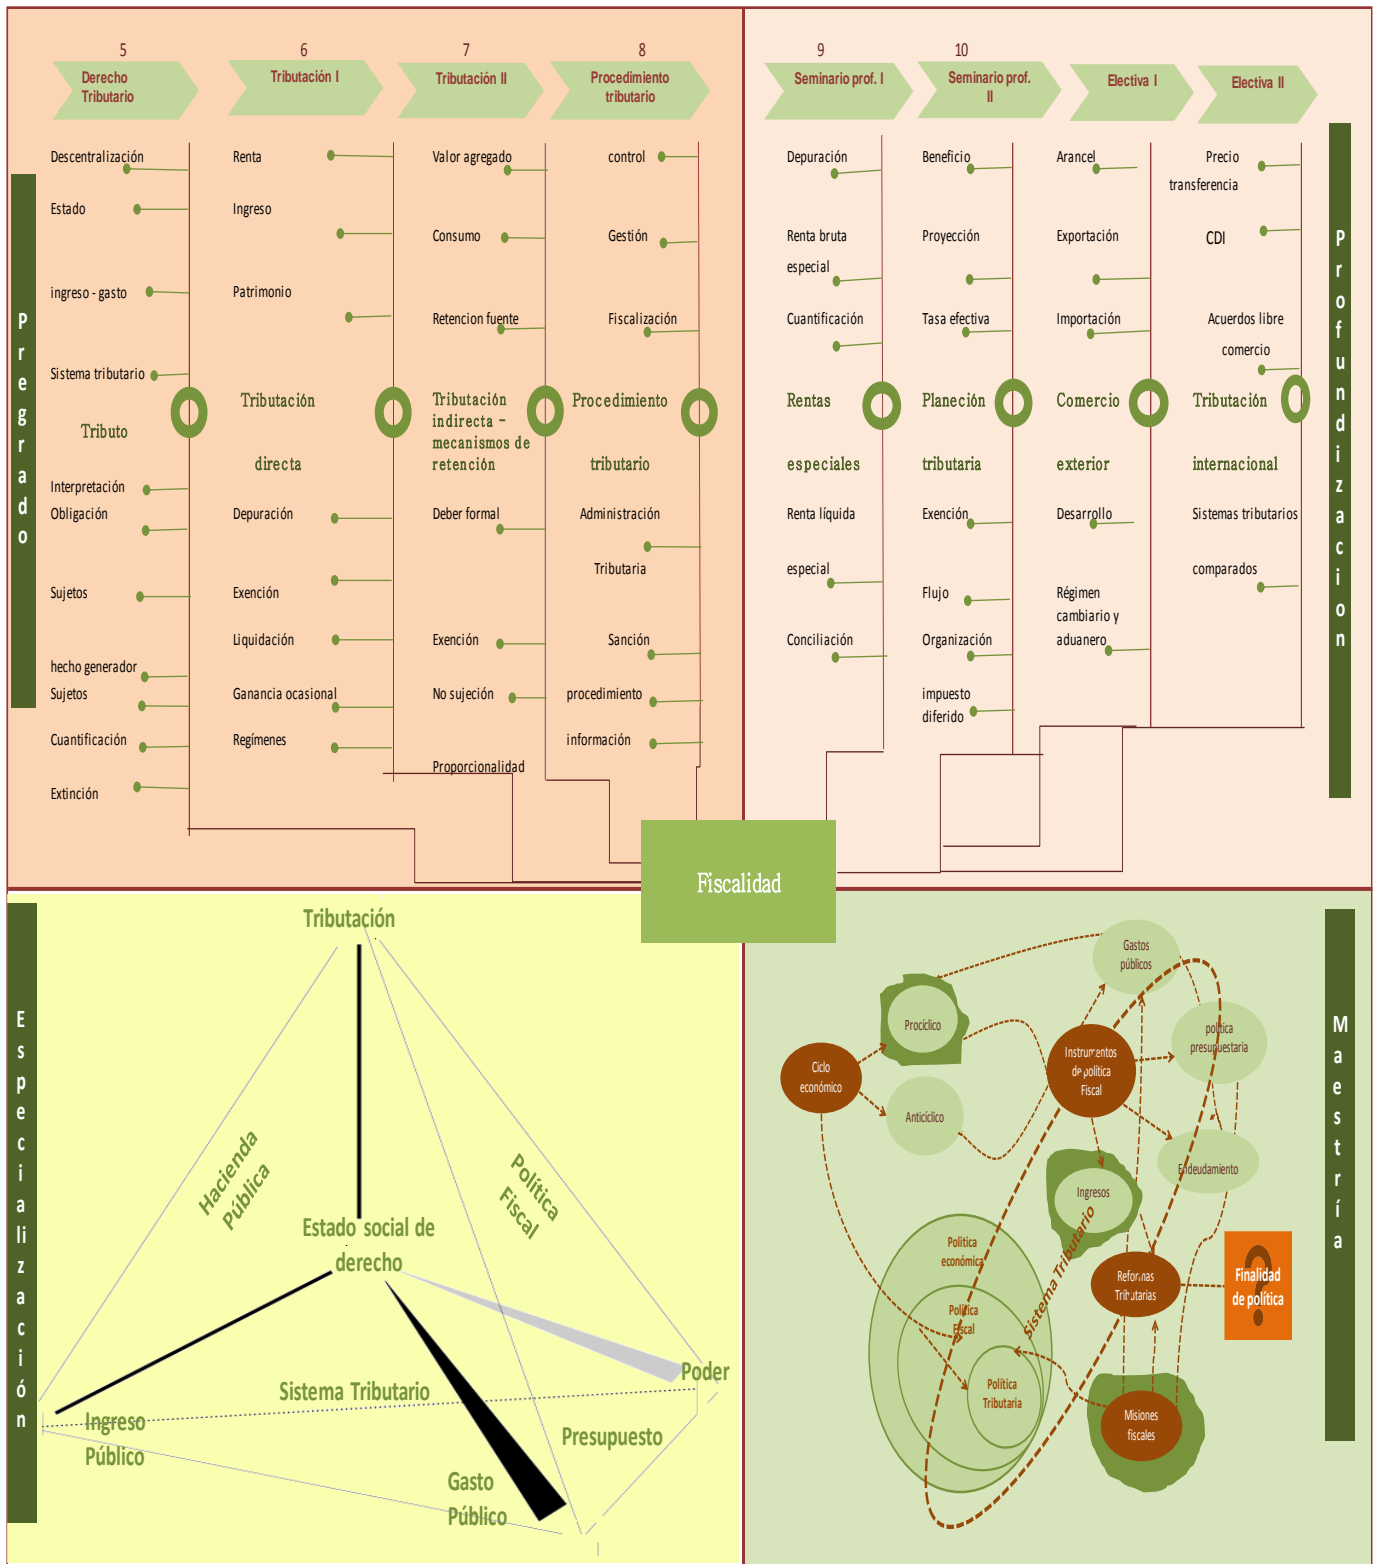 5
Derecho
Tributario
6
Tributación I
7
Tributación II
8
Procedimiento
tributario
Pregrado
Descentralización
Estado
ingreso - gasto
Sistema tributario
Tributo
Interpretación
Obligación
Sujetos
hecho generador
Sujetos
Cuantificación
Extinción
Renta
Ingreso
Patrimonio
Tributación
directa
Depuración
Exención
Liquidación
Ganancia ocasional
Regímenes
Valor agregado
Consumo
Retencion fuente
Tributación
indirecta –
mecanismos de
retención
Deber formal
Exención
No sujeción
Proporcionalidad
control
Gestión
Fiscalización
Procedimiento
tributario
Administración
Tributaria
Sanción
procedimiento
información
9
Seminario prof. I
10
Seminario prof.
II
Electiva I
Electiva II
Depuración
Renta bruta
especial
Cuantificación
Rentas
especiales
Renta líquida
especial
Conciliación
Beneficio
Proyección
Tasa efectiva
Planeción
tributaria
Exención
Flujo
Organización
impuesto
diferido
Arancel
Exportación
Importación
Comercio
exterior
Desarrollo
Régimen
cambiario y
aduanero
Precio
transferencia
CDI
Acuerdos libre
comercio
Tributación
internacional
Sistemas tributarios
comparados
Profundizacion
Fiscalidad
Especialización
Tributación
Hacienda
Pública
Política
Fiscal
Estado social de
derecho
Sistema Tributario
Poder
Ingreso
Público
Presupuesto
Gasto
Público
Maestría
Gastos
públicos
Procíclico
política
presupuestaria
Instrumentos
de política
Fiscal
Ciclo
económico
Anticíclico
Endeudamiento
Ingresos
Sistema Tributario
Politica
económica
Política
Fiscal
Política
Tributaria
Reformas
Tributarias
?
Finalidad
de política
Misiones
fiscales